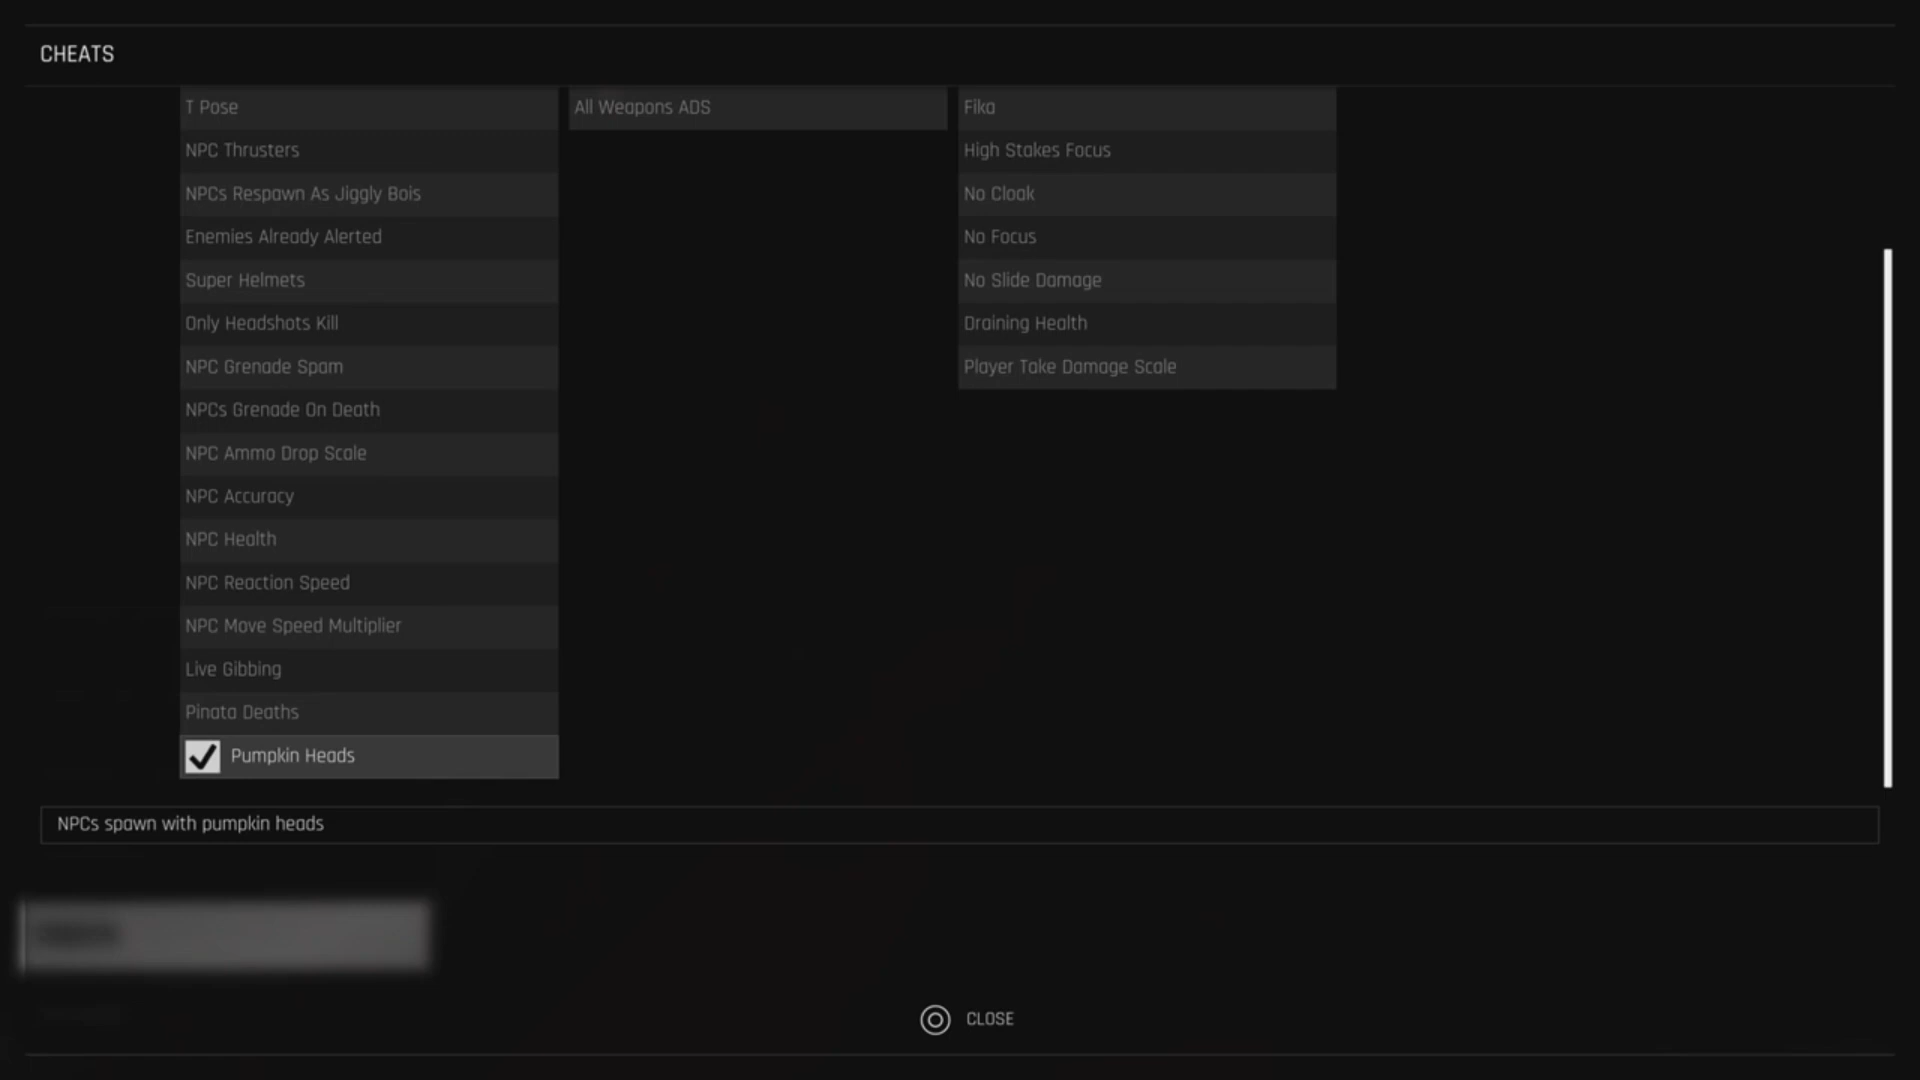 CHEATS
T Pose
NPC Thrusters
NPCs Respawn As Jiggly Bois
Enemies Already Alerted
Super Helmets
Only Headshots Kill
NPC Grenade Spam
NPCs Grenade On Death
NPC Ammo Drop Scale
NPC Accuracy
NPC Health
NPC Reaction Speed
NPC Move Speed Multiplier
Live Gibbing
Pinata Deaths
Pumpkin Heads
All Weapons ADS
Fika
High Stakes Focus
No Cloak
No Focus
No Slide Damage
Draining Health
Player Take Damage Scale
NPCs spawn with pumpkin heads
CLOSE